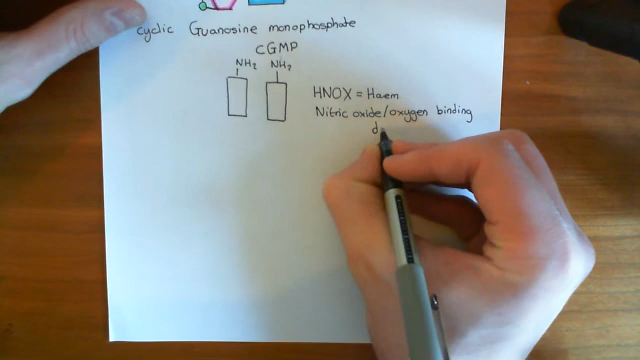 cyclic Guanosine monophosphate
CGMP
NH2 NH2
HNOX = Haem
Nitric oxide/oxygen binding
d